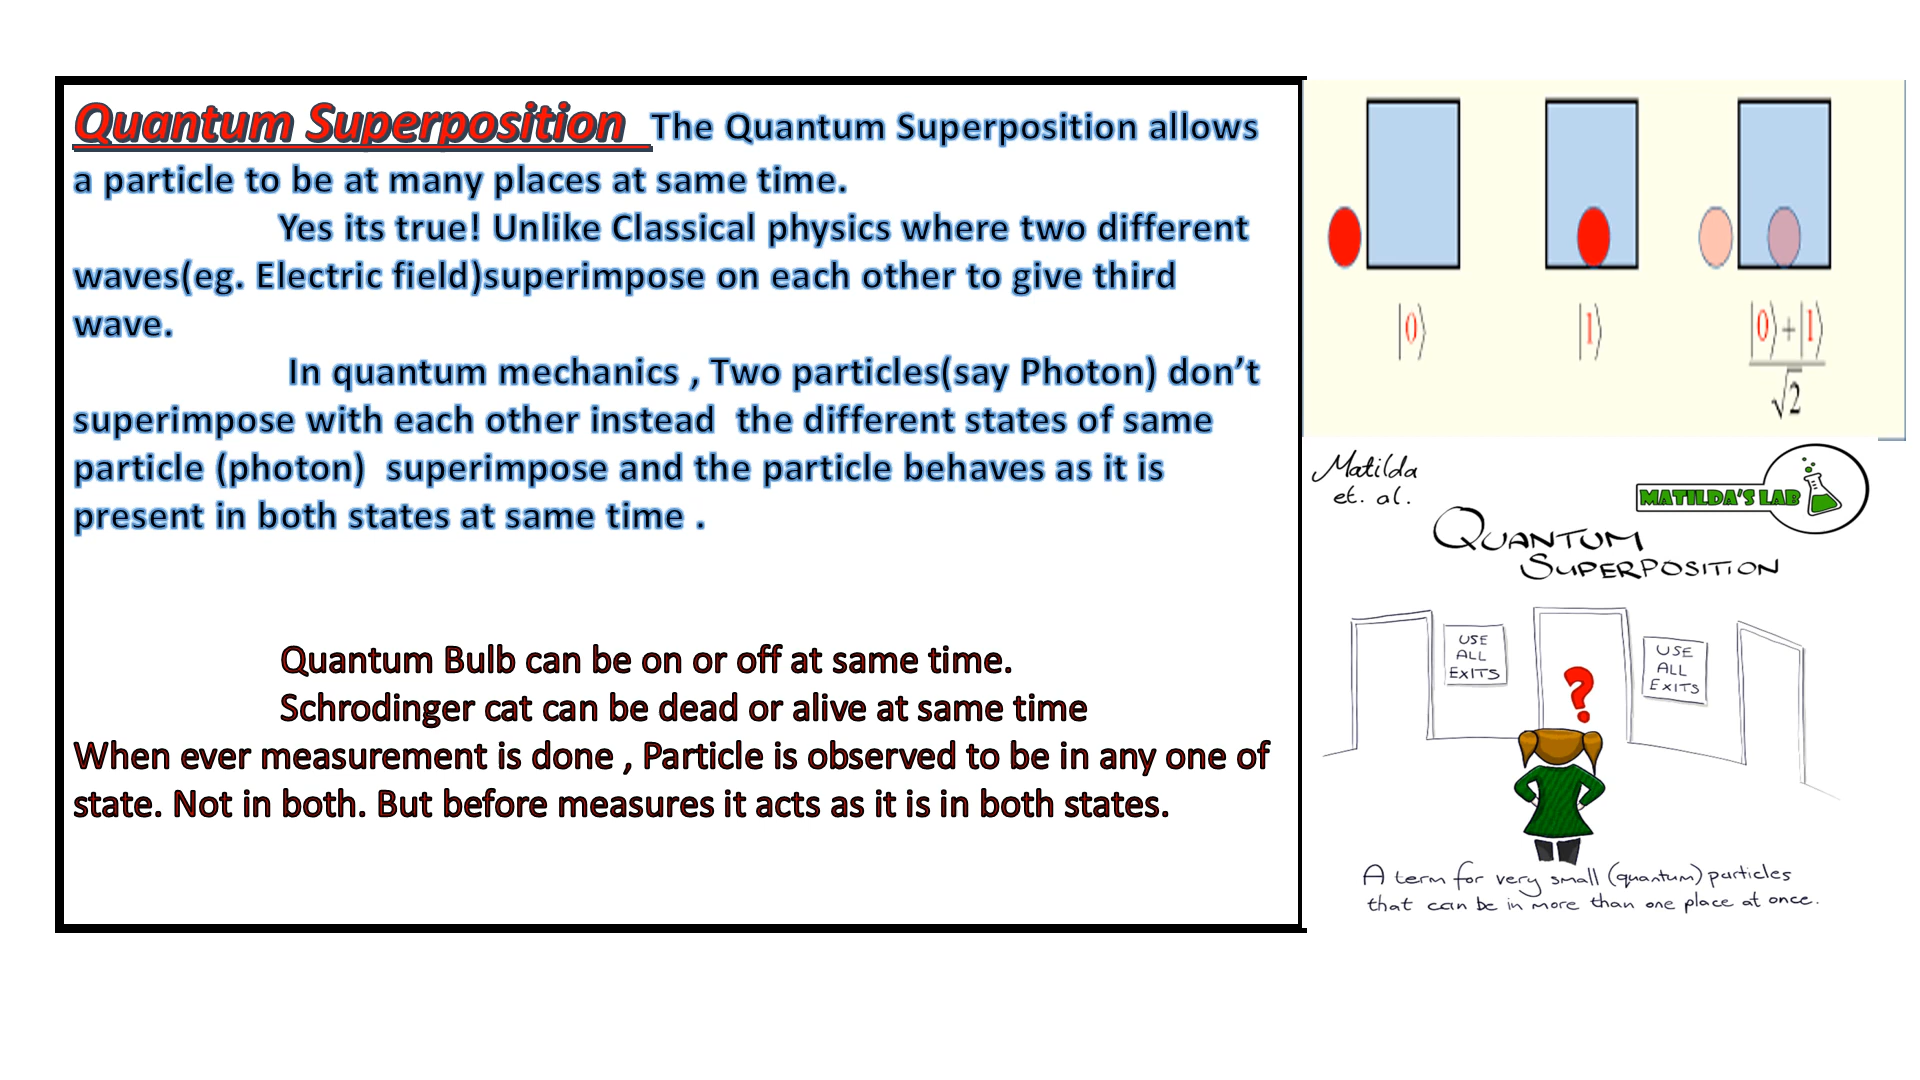 Quantum Superposition The Quantum Superposition allows
a particle to be at many places at same time.
Yes its true! Unlike Classical physics where two different
waves(eg. Electric field)superimpose on each other to give third
wave.
In quantum mechanics , Two particles(say Photon) don’t
superimpose with each other instead  the different states of same
particle (photon)  superimpose and the particle behaves as it is
present in both states at same time .
Quantum Bulb can be on or off at same time.
Schrodinger cat can be dead or alive at same time
When ever measurement is done , Particle is observed to be in any one of
state. Not in both. But before measures it acts as it is in both states.
|0⟩
|1⟩
|0⟩+|1⟩
√2
Matilda
et. al.
MATILDA'S LAB
QUANTUM
SUPERPOSITION
USE
ALL
EXITS
?
USE
ALL
EXITS
A term for very small (quantum) particles
that can be in more than one place at once.